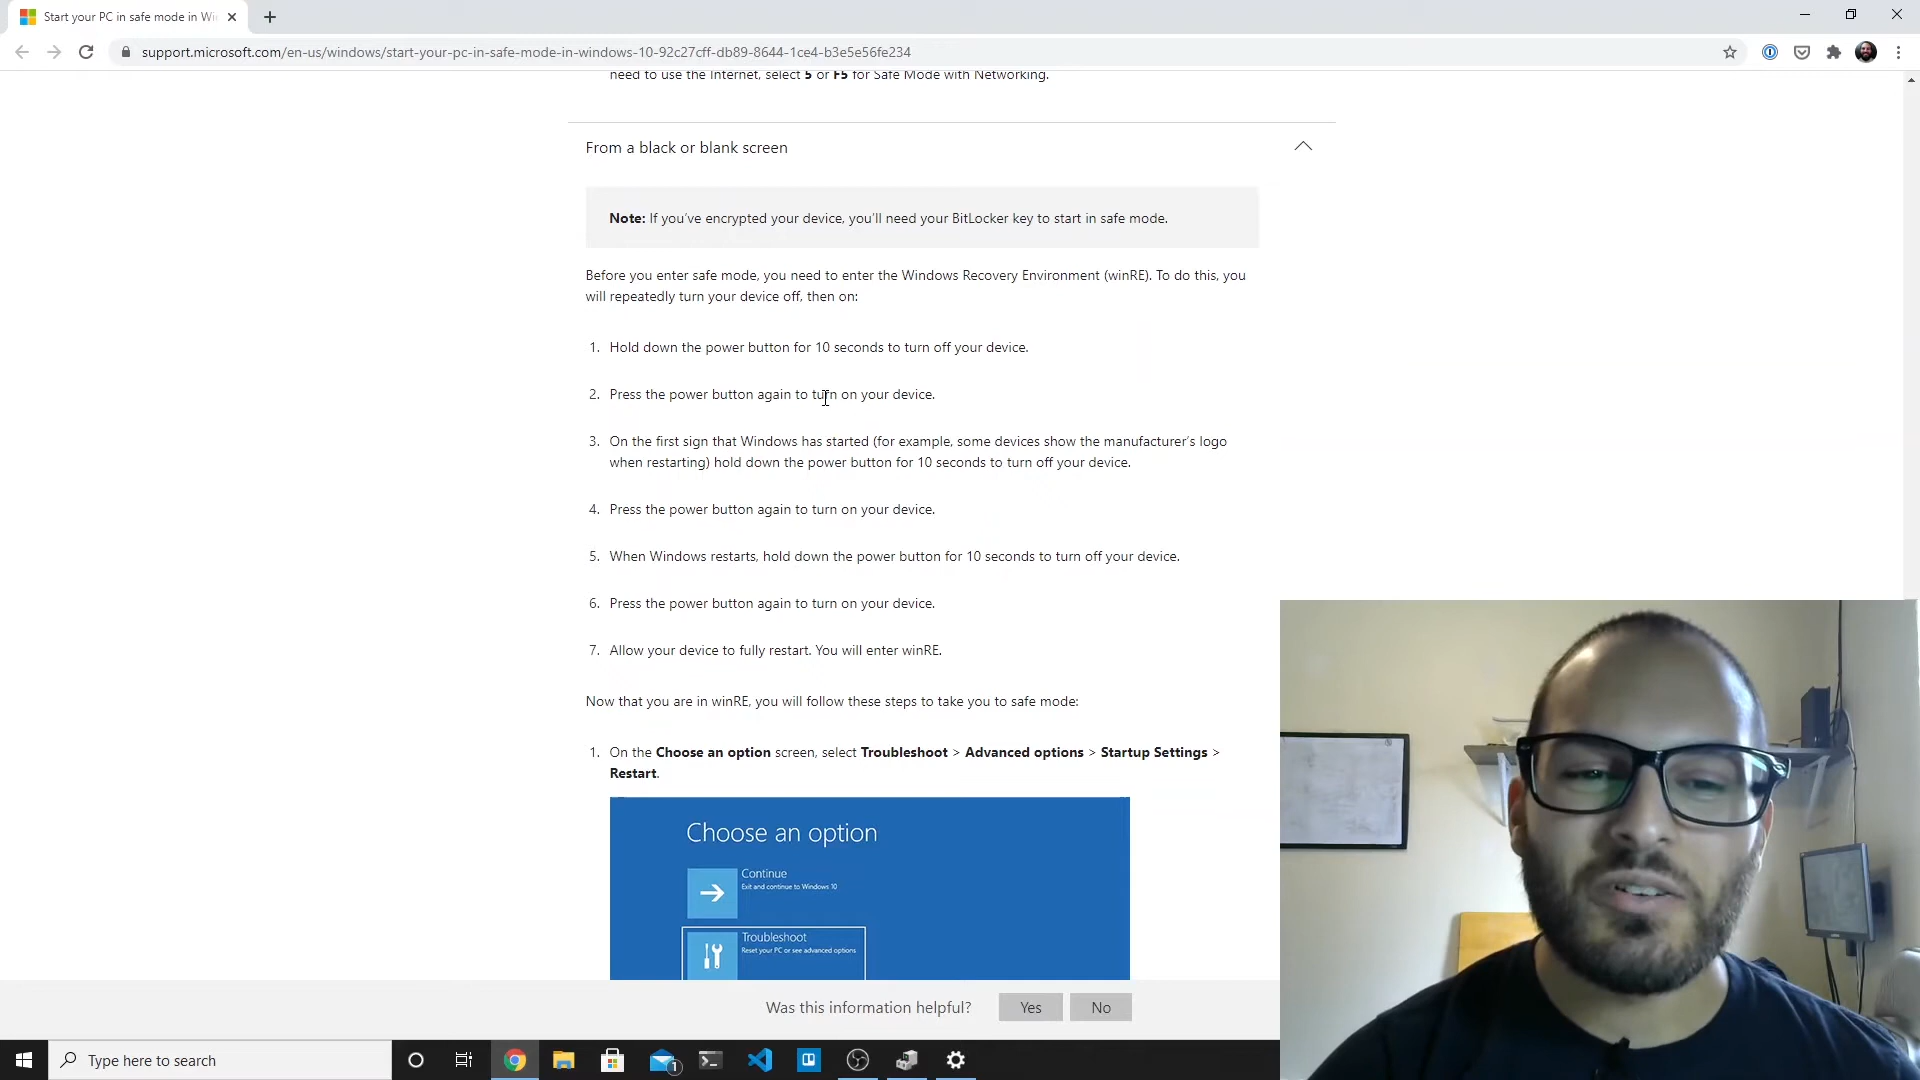 Start your PC in safe mode in Wi
support.microsoft.com/en-us/windows/start-your-pc-in-safe-mode-in-windows-10-92c27cff-db89-8644-1ce4-b3e5e56fe234
need to use the Internet, select 5 or F5 for Safe Mode with Networking.
From a black or blank screen
Note: If you've encrypted your device, you'll need your BitLocker key to start in safe mode.
Before you enter safe mode, you need to enter the Windows Recovery Environment (winRE). To do this, you
will repeatedly turn your device off, then on:
1. Hold down the power button for 10 seconds to turn off your device.
2. Press the power button again to turn on your device.
3. On the first sign that Windows has started (for example, some devices show the manufacturer's logo
when restarting) hold down the power button for 10 seconds to turn off your device.
4. Press the power button again to turn on your device.
5. When Windows restarts, hold down the power button for 10 seconds to turn off your device.
6. Press the power button again to turn on your device.
7. Allow your device to fully restart. You will enter winRE.
Now that you are in winRE, you will follow these steps to take you to safe mode:
1. On the Choose an option screen, select Troubleshoot > Advanced options > Startup Settings >
Restart.
Choose an option
Continue
Exit and continue to Windows 10
Troubleshoot
Reset your PC or see advanced options
Was this information helpful? Yes No
Type here to search
1